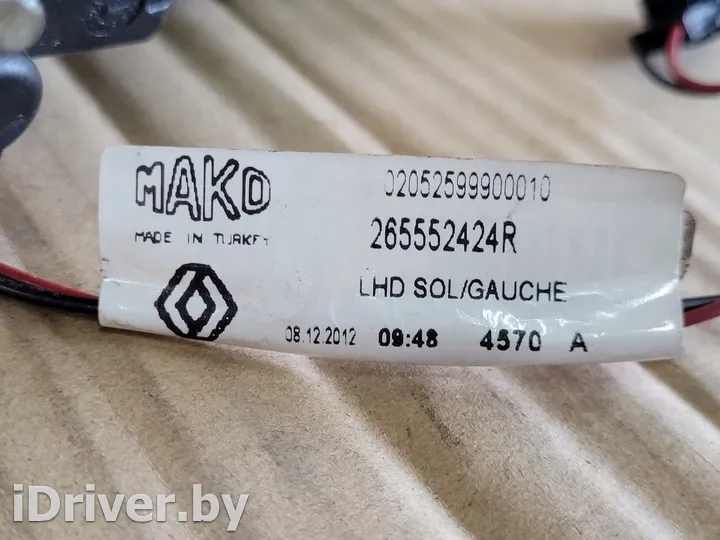 MAKO
MADE IN TURKEY
02052599900010
265552424R
LHD SOL/GAUCHE
08.12.2012 09:48 4570 A
iDriver.by